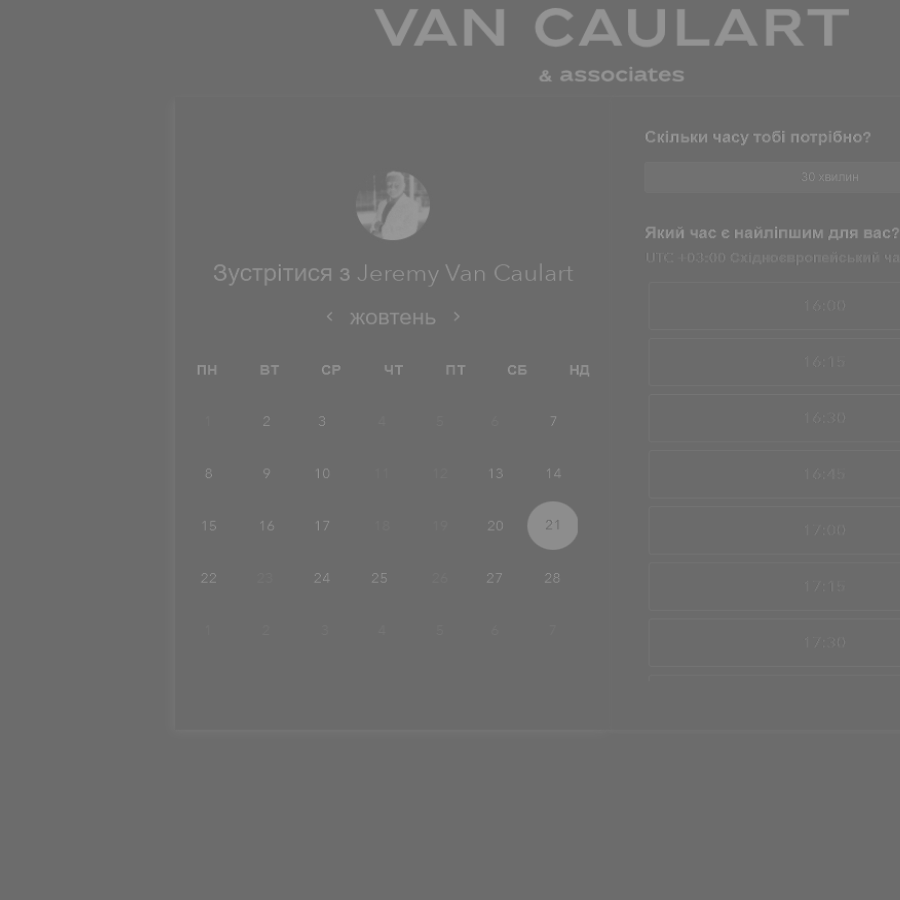 VAN CAULART
& associates
Зустрітися з Jeremy Van Caulart
жовтень
ПН ВТ СР ЧТ ПТ СБ НД
1 2 3 4 5 6 7
8 9 10 11 12 13 14
15 16 17 18 19 20 21
22 23 24 25 26 27 28
1 2 3 4 5 6 7
Скільки часу тобі потрібно?
30 хвилин
Який час є найліпшим для вас?
UTC +03:00 Східноєвропейський ча
16:00
16:15
16:30
16:45
17:00
17:15
17:30